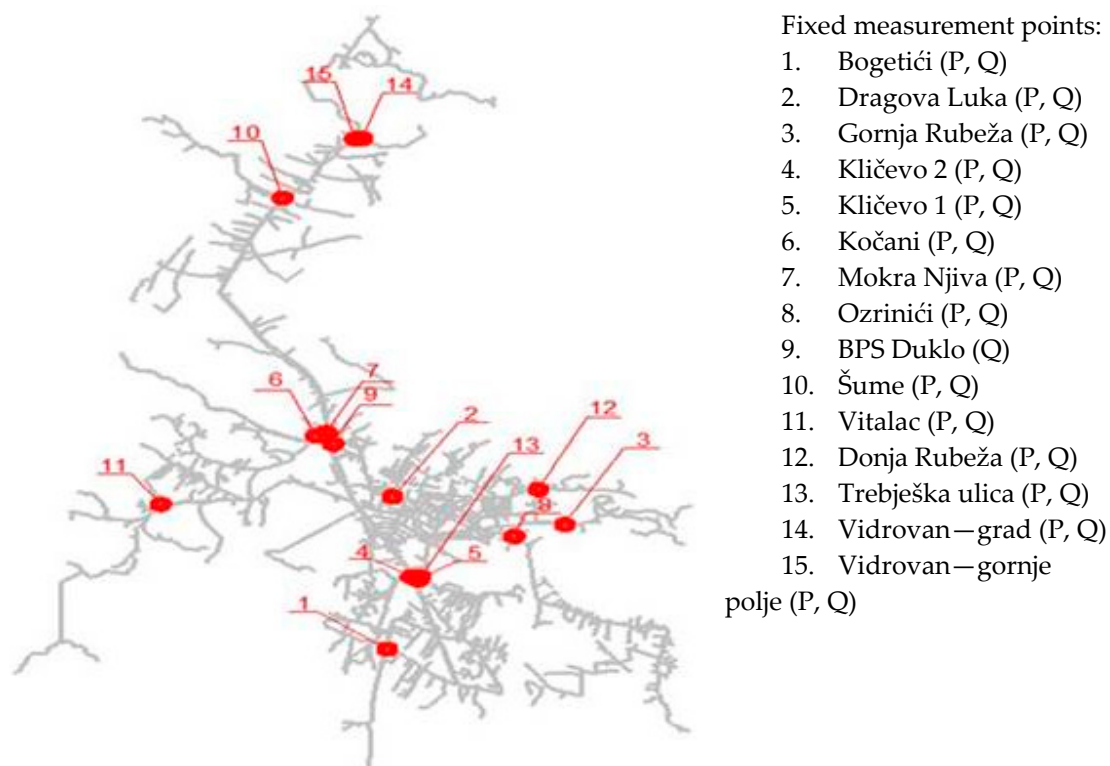 Fixed measurement points:
1. Bogetići (P, Q)
2. Dragova Luka (P, Q)
3. Gornja Rubeža (P, Q)
4. Kličevo 2 (P, Q)
5. Kličevo 1 (P, Q)
6. Kočani (P, Q)
7. Mokra Njiva (P, Q)
8. Ozrinići (P, Q)
9. BPS Duklo (Q)
10. Šume (P, Q)
11. Vitalac (P, Q)
12. Donja Rubeža (P, Q)
13. Trebješka ulica (P, Q)
14. Vidrovan—grad (P, Q)
15. Vidrovan—gornje
polje (P, Q)
15 14
10
7
6 9
2 13 12 3
11
8
4 5
1